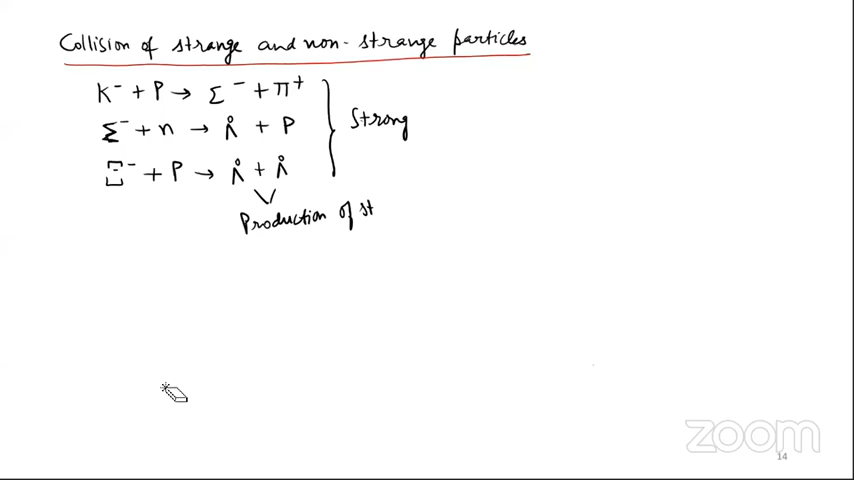 Collision of strange and non-strange particles
K⁻ + P → Σ⁻ + π⁺
Σ⁻ + n → Λ° + P
Ξ⁻ + P → Λ° + Λ°
Strong
Production of st
zoom
14